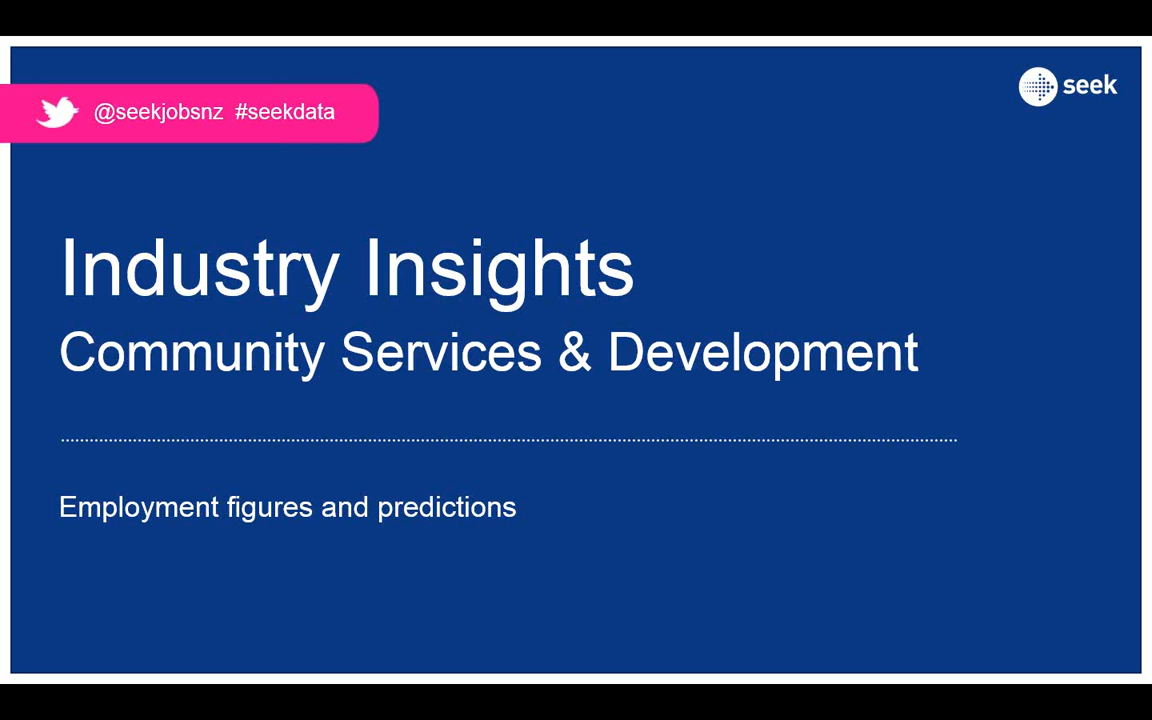 @seekjobsnz #seekdata
seek
Industry Insights
Community Services & Development
Employment figures and predictions